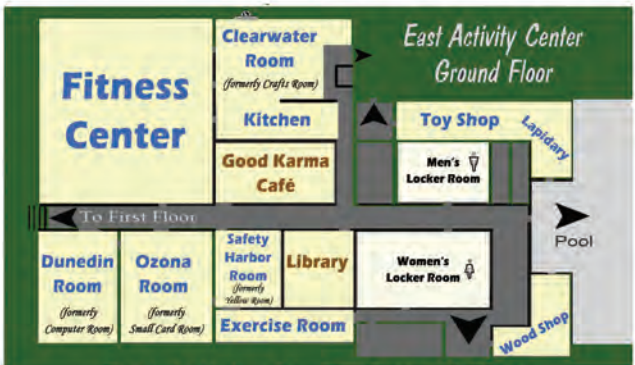 East Activity Center
Ground Floor
Clearwater
Room
(formerly Crafts Room)
Fitness
Center
Kitchen
Toy Shop
Lapidary
Good Karma
Café
Men's
Locker Room
To First Floor
Pool
Dunedin
Room
(formerly
Computer Room)
Ozona
Room
(formerly
Small Card Room)
Safety
Harbor
Room
(formerly
Yellow Room)
Library
Women's
Locker Room
Exercise Room
Wood Shop